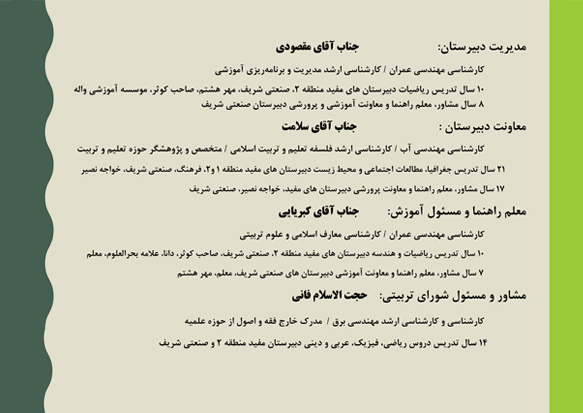 مدیریت دبیرستان: جناب آقای مقصودی
کارشناسی مهندسی عمران / کارشناسی ارشد مدیریت و برنامه‌ریزی آموزشی
۱۰ سال تدریس ریاضیات دبیرستان های مفید منطقه ۲، صنعتی شریف، مهر هشتم، صاحب کوثر، موسسه آموزشی واله
۸ سال مشاور، معلم راهنما و معاونت آموزشی و پرورشی دبیرستان صنعتی شریف
معاونت دبیرستان : جناب آقای سلامت
کارشناسی مهندسی آب / کارشناسی ارشد فلسفه تعلیم و تربیت اسلامی / متخصص و پژوهشگر حوزه تعلیم و تربیت
۲۱ سال تدریس جغرافیا، مطالعات اجتماعی و محیط زیست دبیرستان های مفید منطقه ۱ و۲، فرهنگ، صنعتی شریف، خواجه نصیر
۱۷ سال مشاور، معلم راهنما و معاونت پرورشی دبیرستان های مفید، خواجه نصیر، صنعتی شریف
معلم راهنما و مسئول آموزش: جناب آقای کبریایی
کارشناسی مهندسی عمران / کارشناسی معارف اسلامی و علوم تربیتی
۱۰ سال تدریس ریاضیات و هندسه دبیرستان های مفید منطقه ۲، صنعتی شریف، صاحب کوثر، دانا، علامه بحرالعلوم، معلم
۷ سال مشاور، معلم راهنما و معاونت آموزشی دبیرستان های صنعتی شریف، معلم، مهر هشتم
مشاور و مسئول شورای تربیتی: حجت الاسلام فانی
کارشناسی و کارشناسی ارشد مهندسی برق / مدرک خارج فقه و اصول از حوزه علمیه
۱۴ سال تدریس دروس ریاضی، فیزیک، عربی و دینی دبیرستان مفید منطقه ۲ و صنعتی شریف